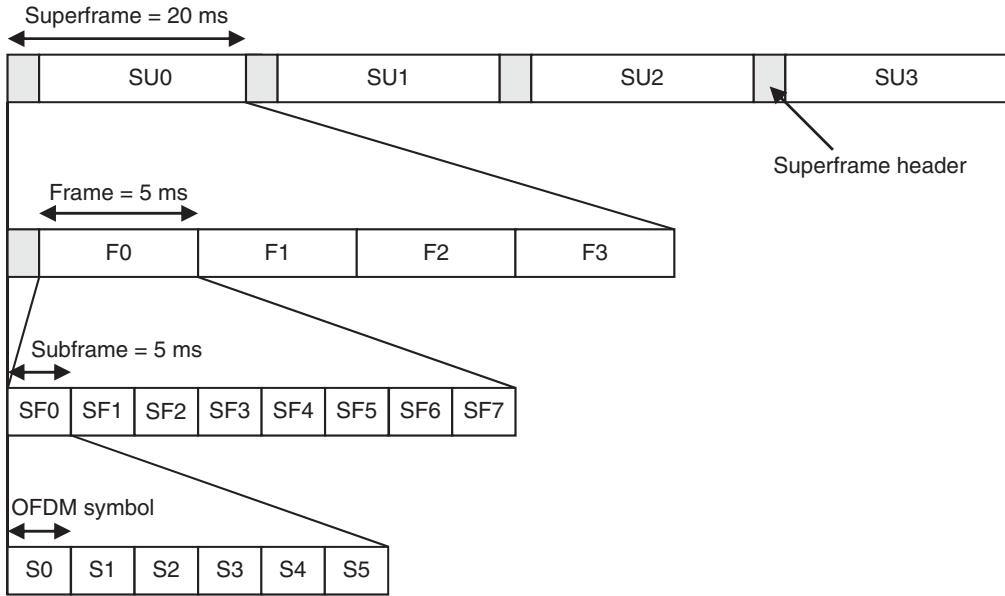 Superframe = 20 ms
SU0 SU1 SU2 SU3
Superframe header
Frame = 5 ms
F0 F1 F2 F3
Subframe = 5 ms
SF0 SF1 SF2 SF3 SF4 SF5 SF6 SF7
OFDM symbol
S0 S1 S2 S3 S4 S5